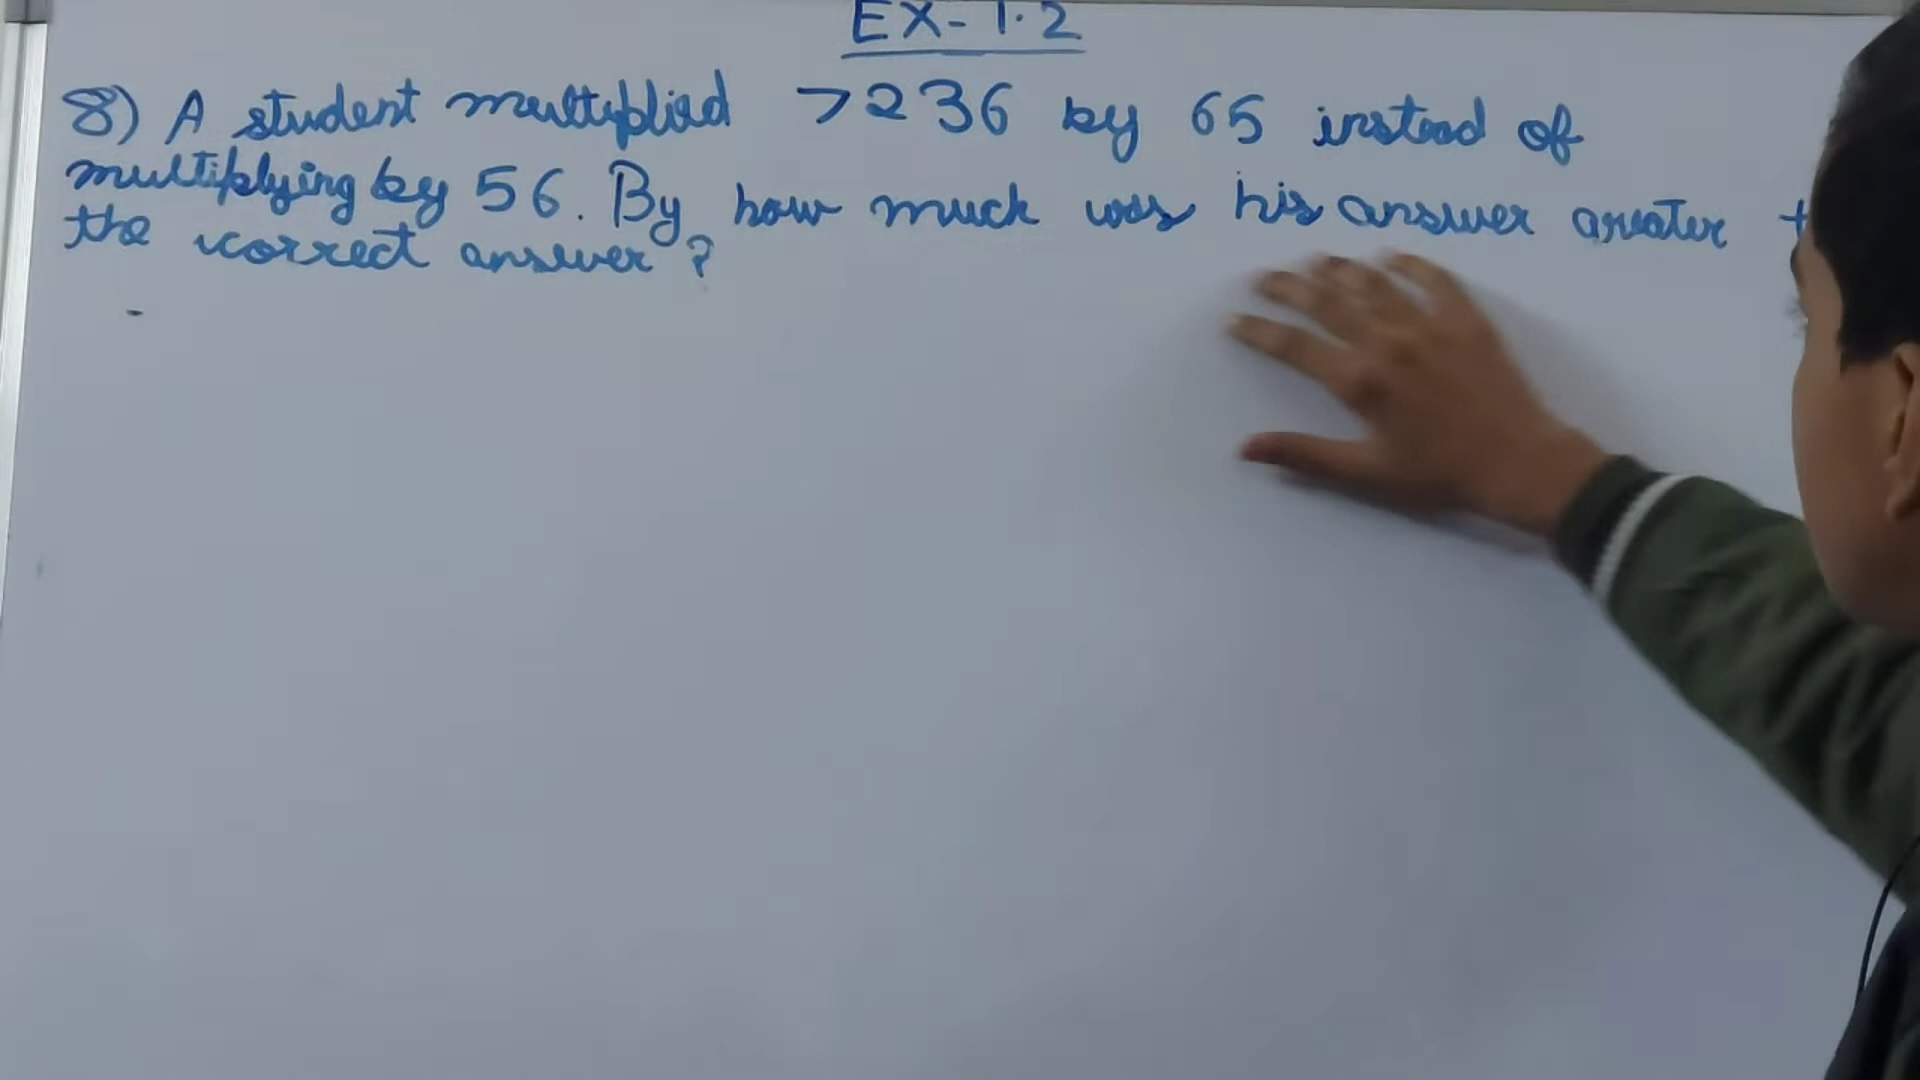 EX-1.2
8) A student multiplied 7236 by 65 instead of
multiplying by 56. By how much was his answer greater
the correct answer?